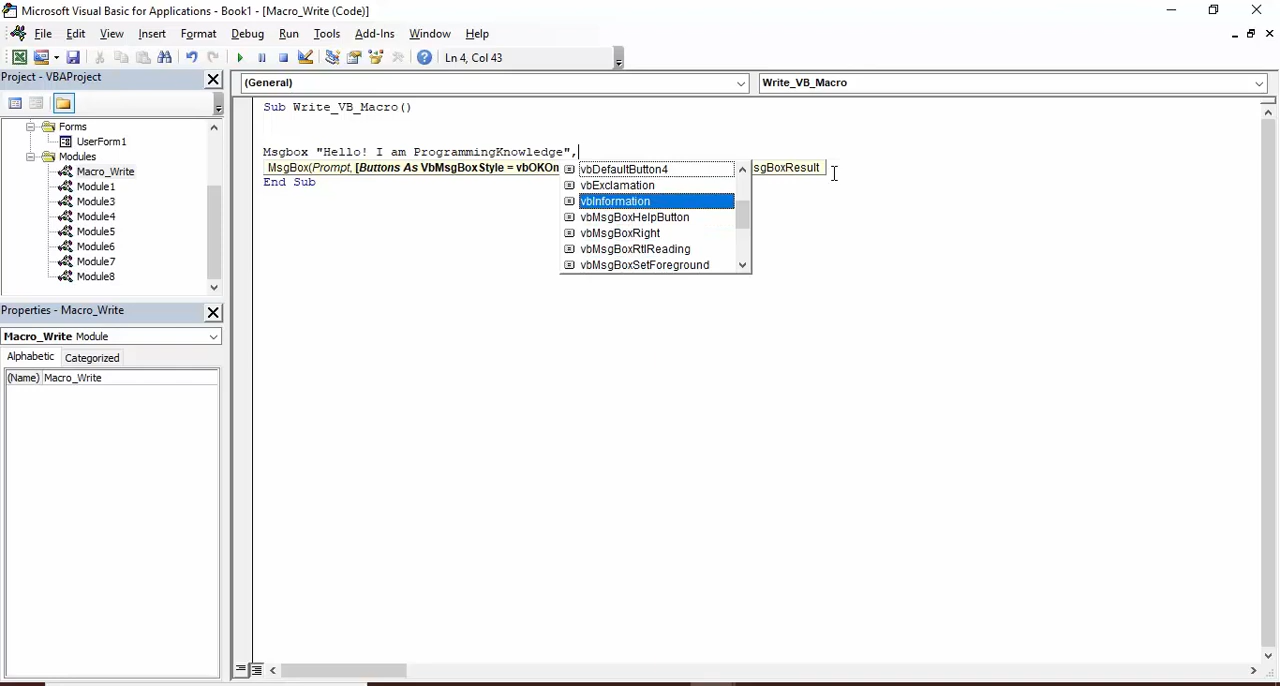 Microsoft Visual Basic for Applications - Book1 - [Macro_Write (Code)]
File Edit View Insert Format Debug Run Tools Add-Ins Window Help
Ln 4, Col 43
Project - VBAProject
Forms
UserForm1
Modules
Macro_Write
Module1
Module3
Module4
Module5
Module6
Module7
Module8
Properties - Macro_Write
Macro_Write Module
Alphabetic Categorized
(Name) Macro_Write
(General) Write_VB_Macro
Sub Write_VB_Macro()
Msgbox "Hello! I am ProgrammingKnowledge",
MsgBox(Prompt, [Buttons As VbMsgBoxStyle = vbOKOn sgBoxResult
End Sub
vbDefaultButton4
vbExclamation
vbInformation
vbMsgBoxHelpButton
vbMsgBoxRight
vbMsgBoxRtlReading
vbMsgBoxSetForeground